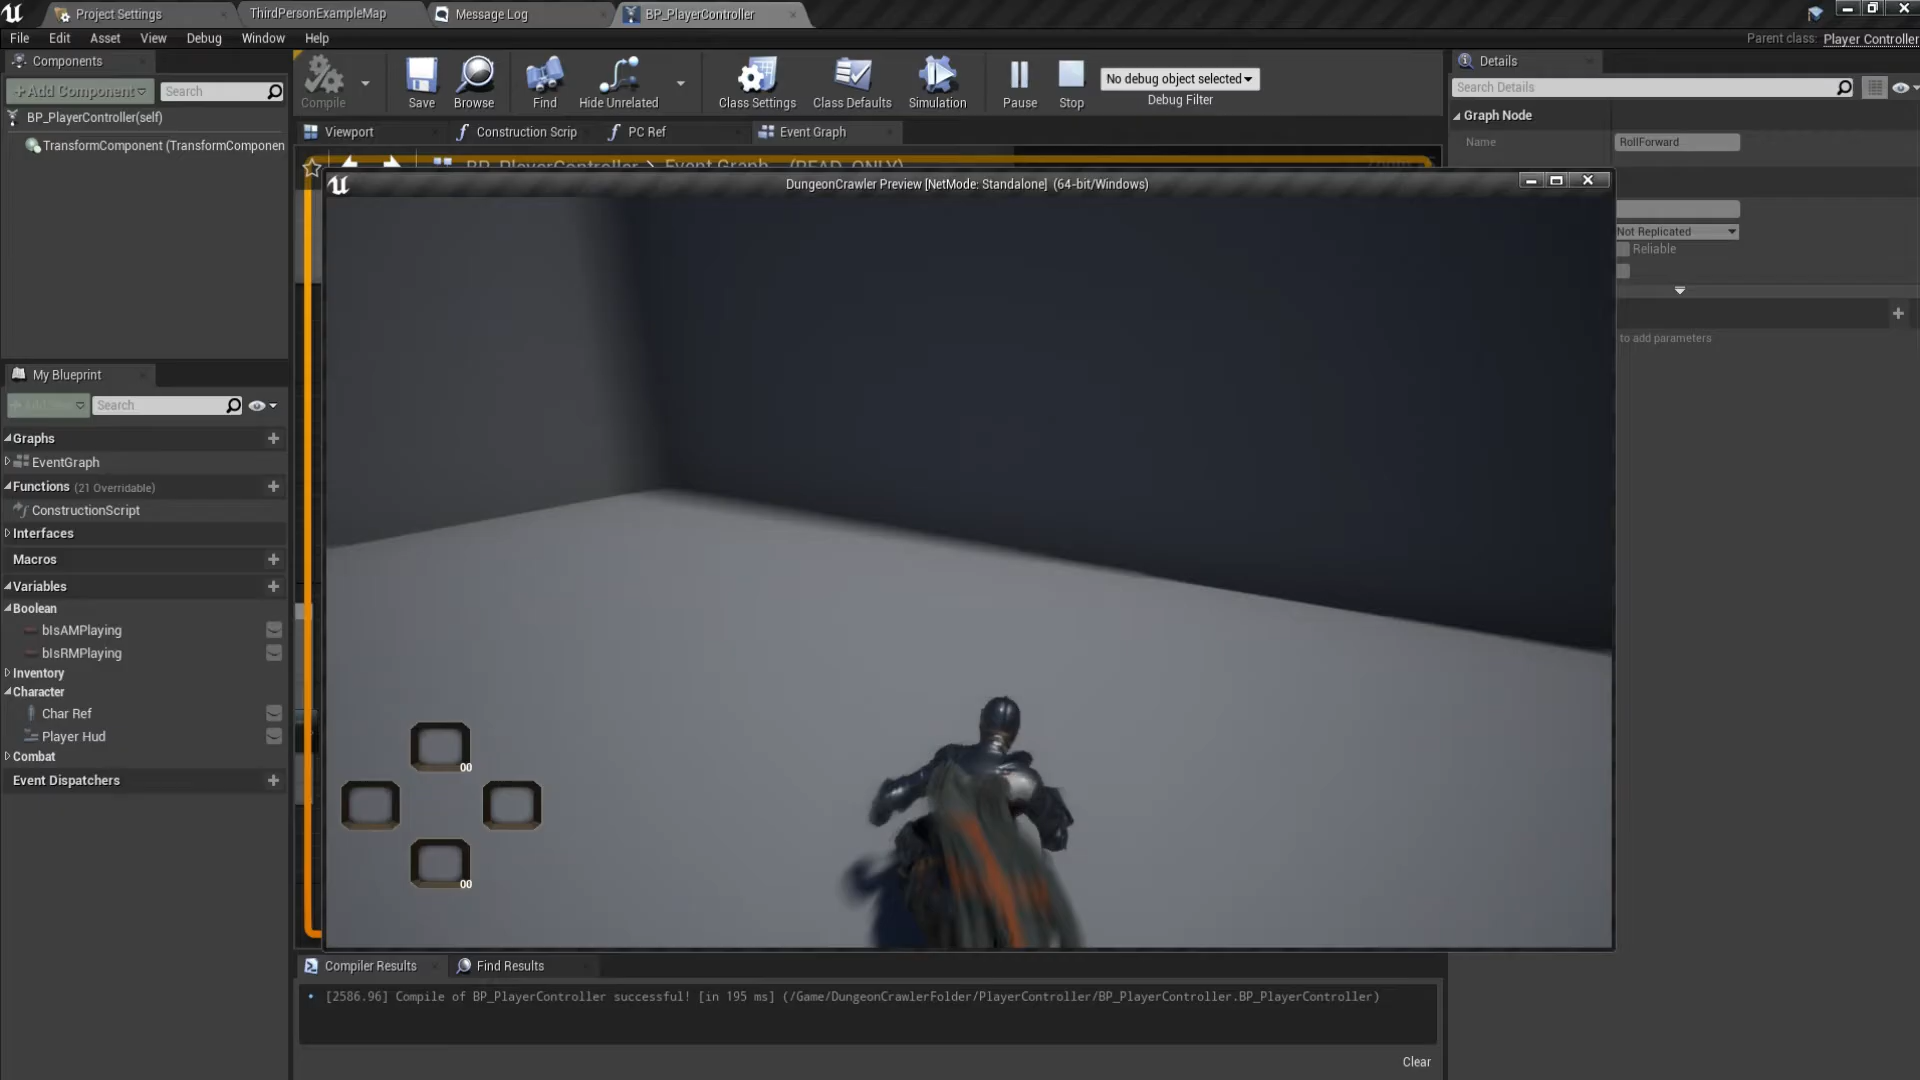 Project Settings
ThirdPersonExampleMap
Message Log
BP_PlayerController
File Edit Asset View Debug Window Help
Parent class: Player Controller
Components
+Add Component
Search
BP_PlayerController(self)
TransformComponent (TransformComponen
Compile
Save
Browse
Find
Hide Unrelated
Class Settings
Class Defaults
Simulation
Pause
Stop
No debug object selected
Debug Filter
Viewport
Construction Scrip
PC Ref
Event Graph
BP_PlayerController > Event Graph (READ_ONLY)
DungeonCrawler Preview [NetMode: Standalone] (64-bit/Windows)
00
00
Details
Search Details
Graph Node
Name
RollForward
Not Replicated
Reliable
to add parameters
My Blueprint
Search
Graphs
EventGraph
Functions (21 Overridable)
ConstructionScript
Interfaces
Macros
Variables
Boolean
bIsAMPlaying
bIsRMPlaying
Inventory
Character
Char Ref
Player Hud
Combat
Event Dispatchers
Compiler Results
Find Results
[2586.96] Compile of BP_PlayerController successful! [in 195 ms] (/Game/DungeonCrawlerFolder/PlayerController/BP_PlayerController.BP_PlayerController)
Clear